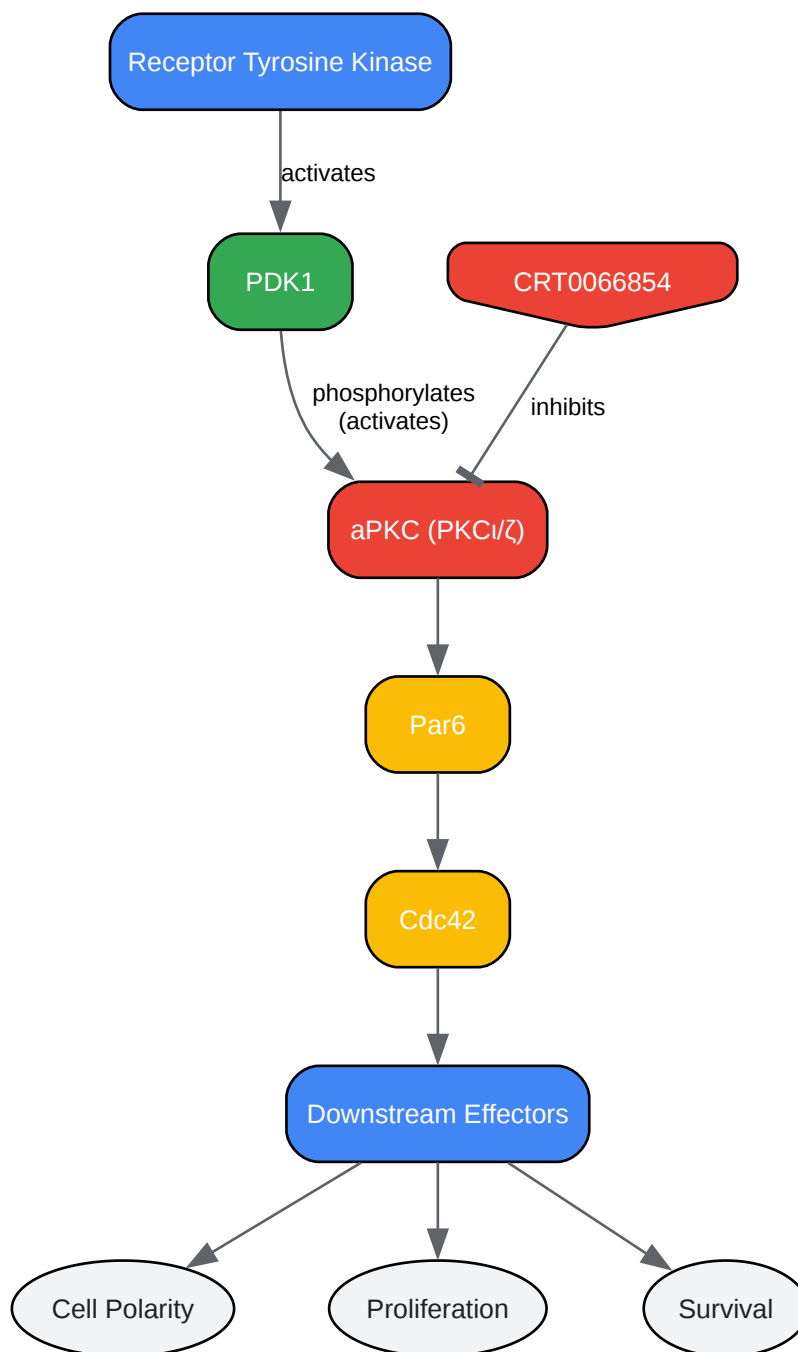 Receptor Tyrosine Kinase
activates
PDK1
CRT0066854
phosphorylates
(activates)
inhibits
aPKC (PKCι/ζ)
Par6
Cdc42
Downstream Effectors
Cell Polarity
Proliferation
Survival